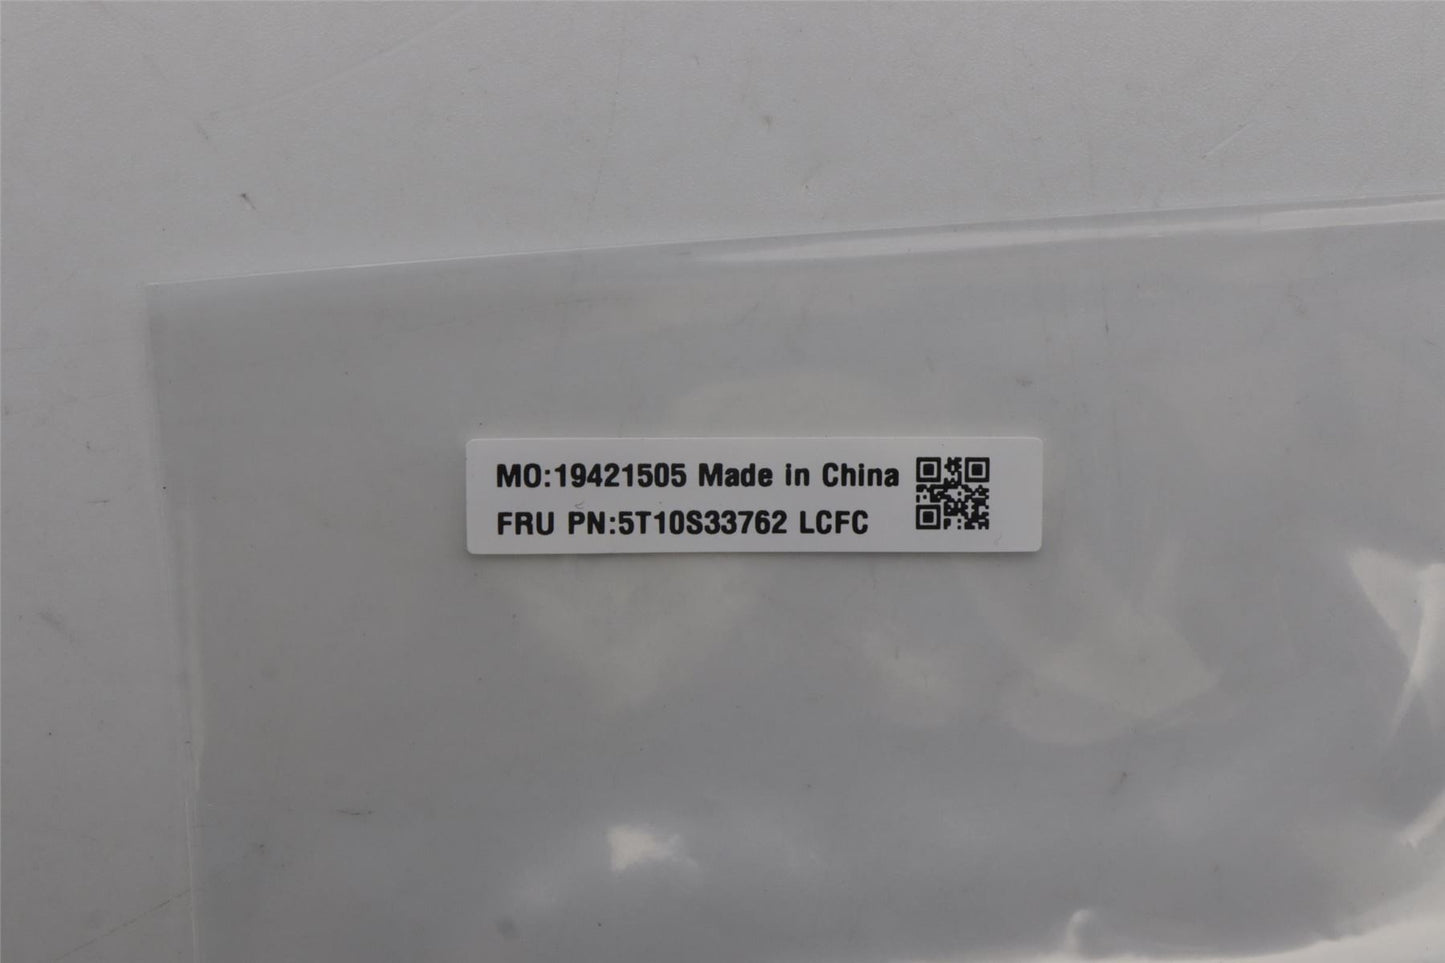 MO:19421505 Made in China
FRU PN:5T10S33762 LCFC